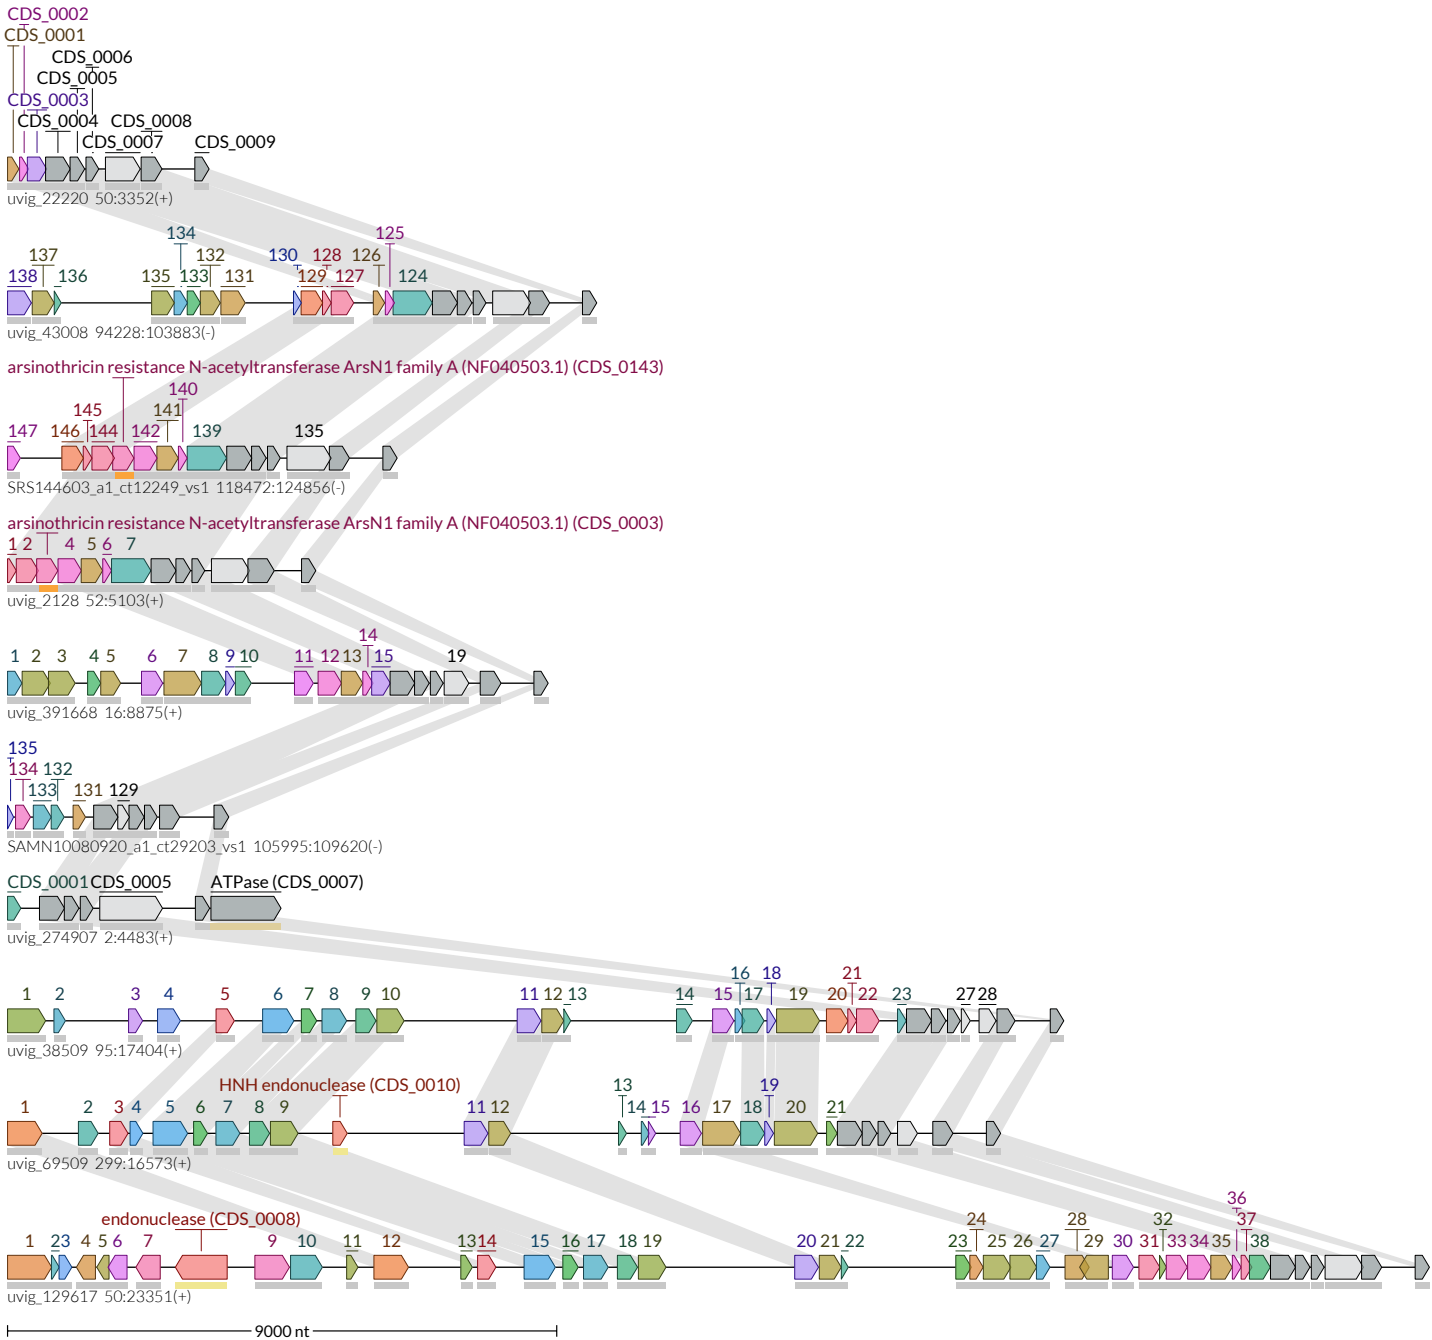 CDS_0002
CDS_0001
CDS_0006
CDS_0005
CDS_0003
CDS_0004 CDS_0008
CDS_0007 CDS_0009
uvig_22220 50:3352(+)
134 125
137 132 130 128 126
138 136 135 133 131 129 127 124
uvig_43008 94228:103883(-)
arsinothricin resistance N-acetyltransferase ArsN1 family A (NF040503.1) (CDS_0143)
140
145 141
147 146 144 142 139 135
SRS144603_a1_ct12249_vs1 118472:124856(-)
arsinothricin resistance N-acetyltransferase ArsN1 family A (NF040503.1) (CDS_0003)
1 2 4 5 6 7
uvig_2128 52:5103(+)
14
1 2 3 4 5 6 7 8 9 10 11 12 13 15 19
uvig_391668 16:8875(+)
135
134 132
133 131 129
SAMN10080920_a1_ct29203_vs1 105995:109620(-)
CDS_0001 CDS_0005 ATPase (CDS_0007)
uvig_274907 2:4483(+)
16 18 21
1 2 3 4 5 6 7 8 9 10 11 12 13 14 15 17 19 20 22 23 27 28
uvig_38509 95:17404(+)
HNH endonuclease (CDS_0010) 13 19
1 2 3 4 5 6 7 8 9 11 12 14 15 16 17 18 20 21
uvig_69509 299:16573(+)
36
endonuclease (CDS_0008) 24 28 32 37
1 2 3 4 5 6 7 9 10 11 12 13 14 15 16 17 18 19 20 21 22 23 25 26 27 29 30 31 33 34 35 38
uvig_129617 50:23351(+)
9000 nt